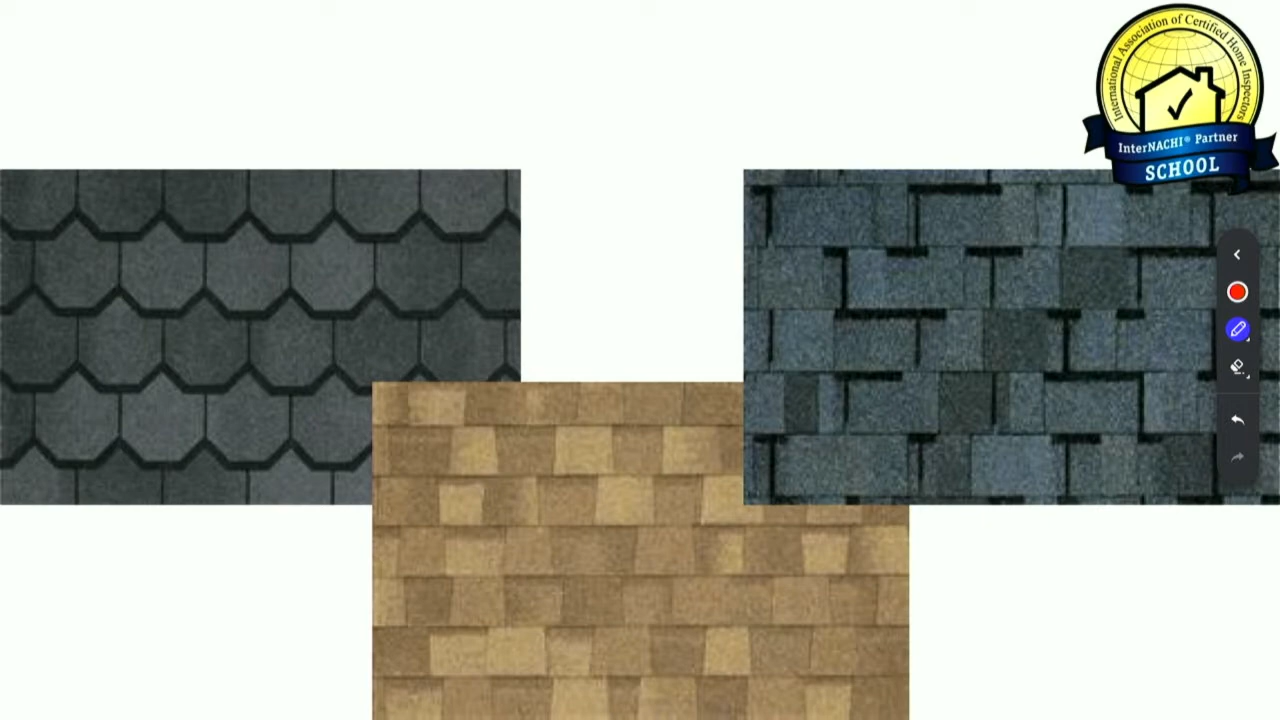 International Association of Certified Home Inspectors
InterNACHI® Partner
SCHOOL